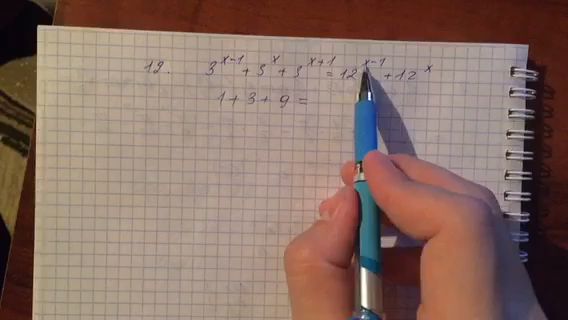 12. 3^{x-1} + 3^x + 3^{x+1} = 12^{x-1} + 12^x
1 + 3 + 9 =